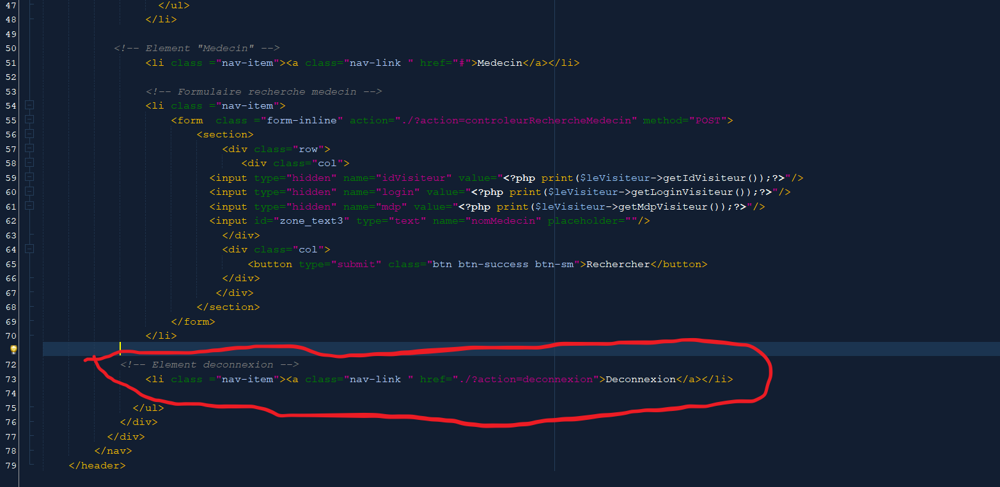 47 </ul>
48 </li>
49
50 <!-- Element "Medecin" -->
51 <li class ="nav-item"><a class="nav-link " href="#">Medecin</a></li>
52
53 <!-- Formulaire recherche medecin -->
54 <li class ="nav-item">
55 <form  class ="form-inline" action="./?action=controleurRechercheMedecin" method="POST">
56 <section>
57 <div class="row">
58 <div class="col">
59 <input type="hidden" name="idVisiteur" value="<?php print($leVisiteur->getIdVisiteur());?>"/>
60 <input type="hidden" name="login" value="<?php print($leVisiteur->getLoginVisiteur());?>"/>
61 <input type="hidden" name="mdp" value="<?php print($leVisiteur->getMdpVisiteur());?>"/>
62 <input id="zone_text3" type="text" name="nomMedecin" placeholder=""/>
63 </div>
64 <div class="col">
65 <button type="submit" class="btn btn-success btn-sm">Rechercher</button>
66 </div>
67 </div>
68 </section>
69 </form>
70 </li>
72 <!-- Element deconnexion -->
73 <li class ="nav-item"><a class="nav-link " href="./?action=deconnexion">Deconnexion</a></li>
74
75 </ul>
76 </div>
77 </div>
78 </nav>
79 </header>